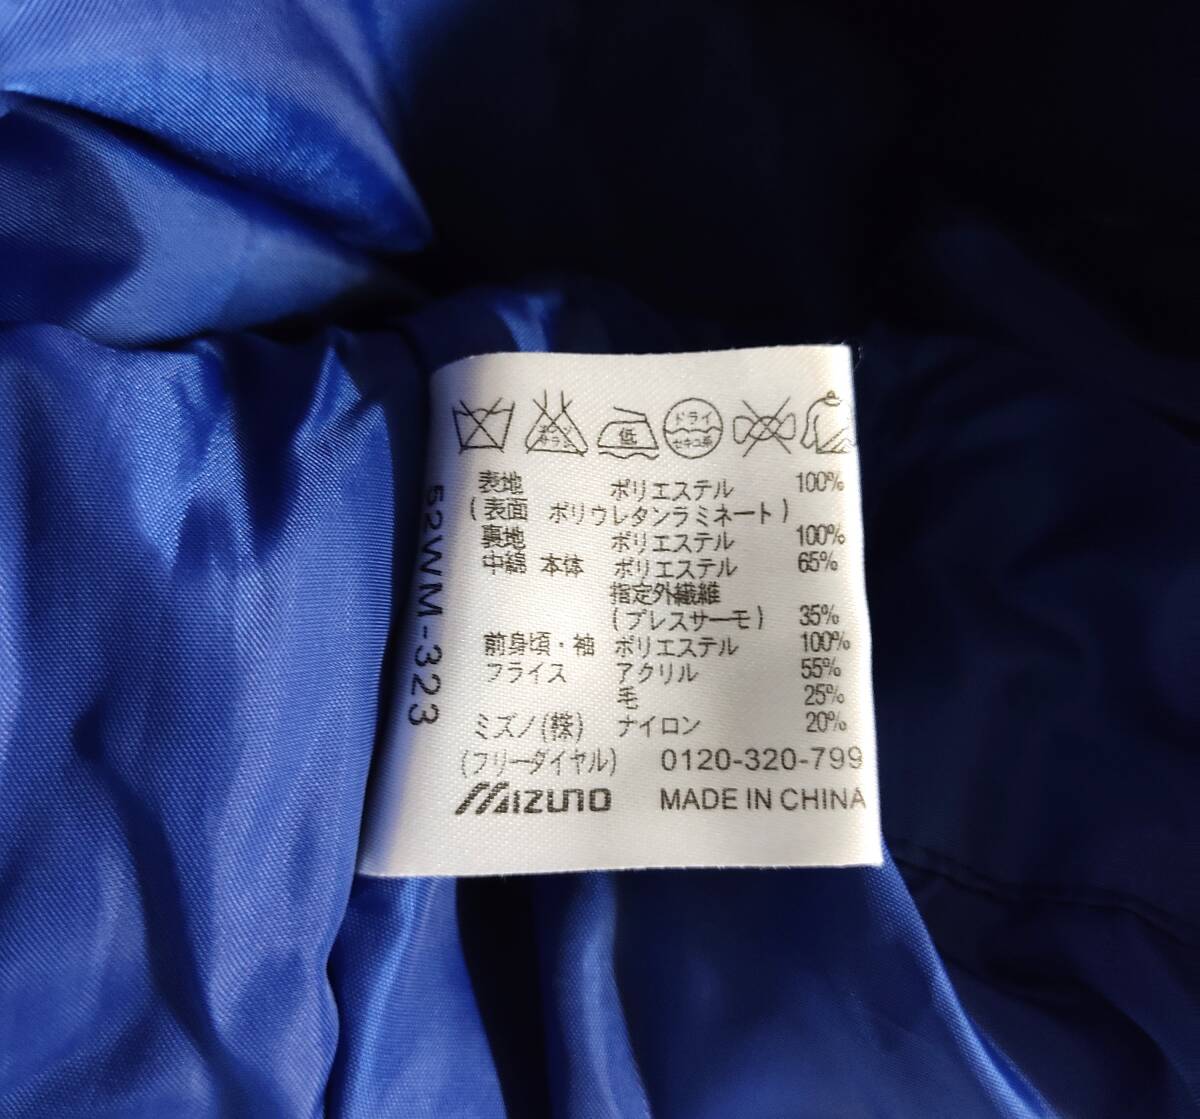 エンソ
サラシ
低
ドライ
セキユ系
表地 ポリエステル 100%
(表面 ポリウレタンラミネート)
裏地 ポリエステル 100%
中綿 本体 ポリエステル 65%
指定外繊維
(ブレスサーモ) 35%
前身頃・袖 ポリエステル 100%
フライス アクリル 55%
毛 25%
ミズノ(株) ナイロン 20%
(フリーダイヤル) 0120-320-799
MIZUNO MADE IN CHINA
52WM-323